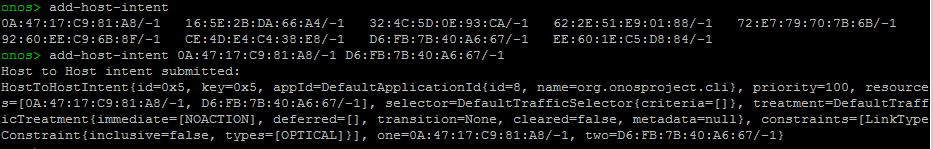 onos> add-host-intent
0A:47:17:C9:81:A8/-1 16:5E:2B:DA:66:A4/-1 32:4C:5D:0E:93:CA/-1 62:2E:51:E9:01:88/-1 72:E7:79:70:7B:6B/-1
92:60:EE:C9:6B:8F/-1 CE:4D:E4:C4:38:E8/-1 D6:FB:7B:40:A6:67/-1 EE:60:1E:C5:D8:84/-1
onos> add-host-intent 0A:47:17:C9:81:A8/-1 D6:FB:7B:40:A6:67/-1
Host to Host intent submitted:
HostToHostIntent{id=0x5, key=0x5, appId=DefaultApplicationId{id=8, name=org.onosproject.cli}, priority=100, resource
s=[0A:47:17:C9:81:A8/-1, D6:FB:7B:40:A6:67/-1], selector=DefaultTrafficSelector{criteria=[]}, treatment=DefaultTraff
icTreatment{immediate=[NOACTION], deferred=[], transition=None, cleared=false, metadata=null}, constraints=[LinkType
Constraint{inclusive=false, types=[OPTICAL]}], one=0A:47:17:C9:81:A8/-1, two=D6:FB:7B:40:A6:67/-1}